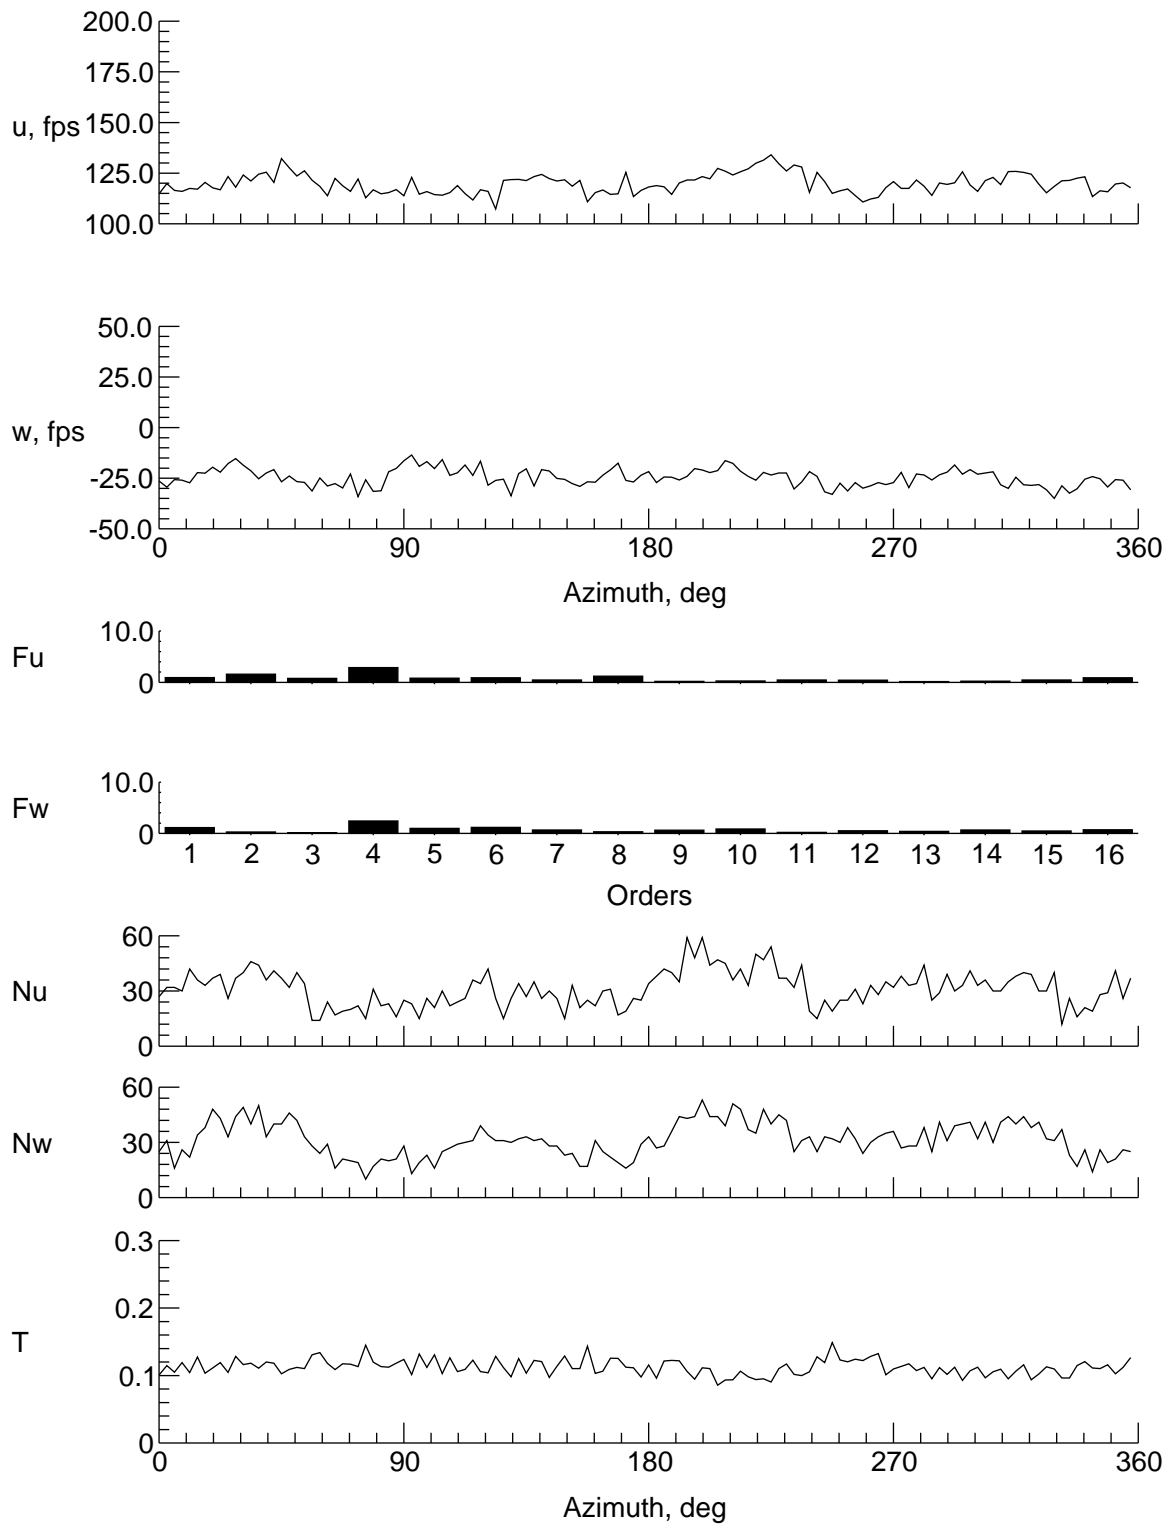 200.0
175.0
u, fps 150.0
125.0
100.0
50.0
25.0
w, fps 0
-25.0
-50.0
0 90 180 270 360
Azimuth, deg
10.0
Fu
0
10.0
Fw
0
1 2 3 4 5 6 7 8 9 10 11 12 13 14 15 16
Orders
60
Nu 30
0
60
Nw 30
0
0.3
0.2
T
0.1
0
0 90 180 270 360
Azimuth, deg